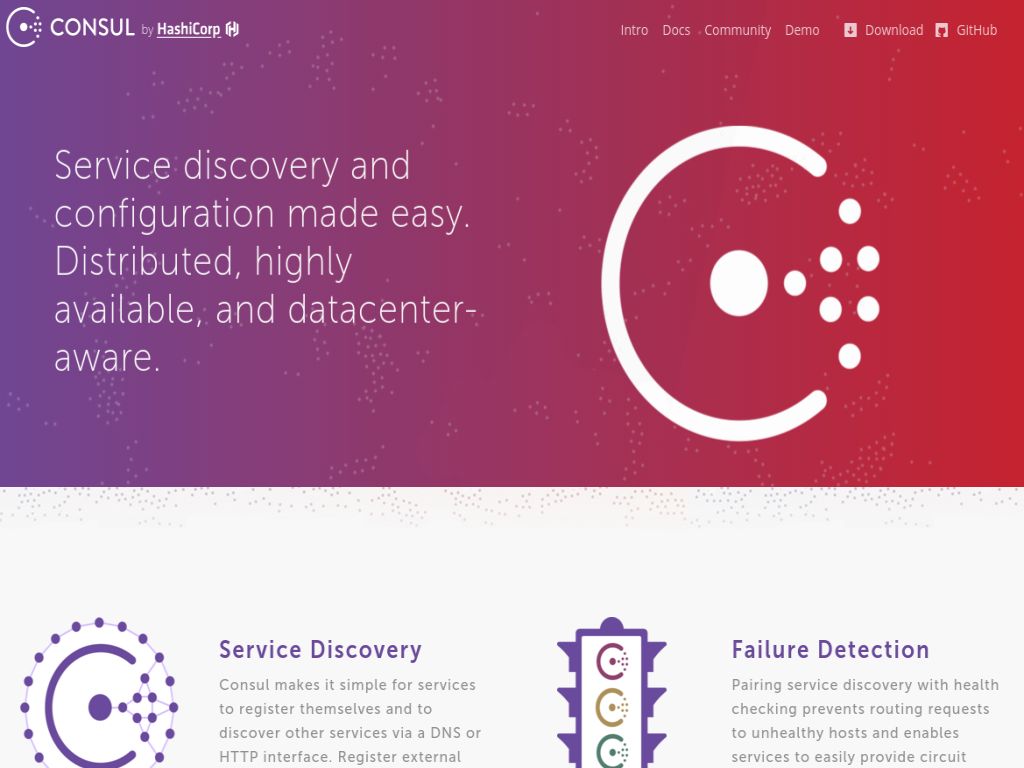 CONSUL by HashiCorp
Intro Docs Community Demo Download GitHub
Service discovery and
configuration made easy.
Distributed, highly
available, and datacenter-
aware.
Service Discovery
Consul makes it simple for services
to register themselves and to
discover other services via a DNS or
HTTP interface. Register external
Failure Detection
Pairing service discovery with health
checking prevents routing requests
to unhealthy hosts and enables
services to easily provide circuit